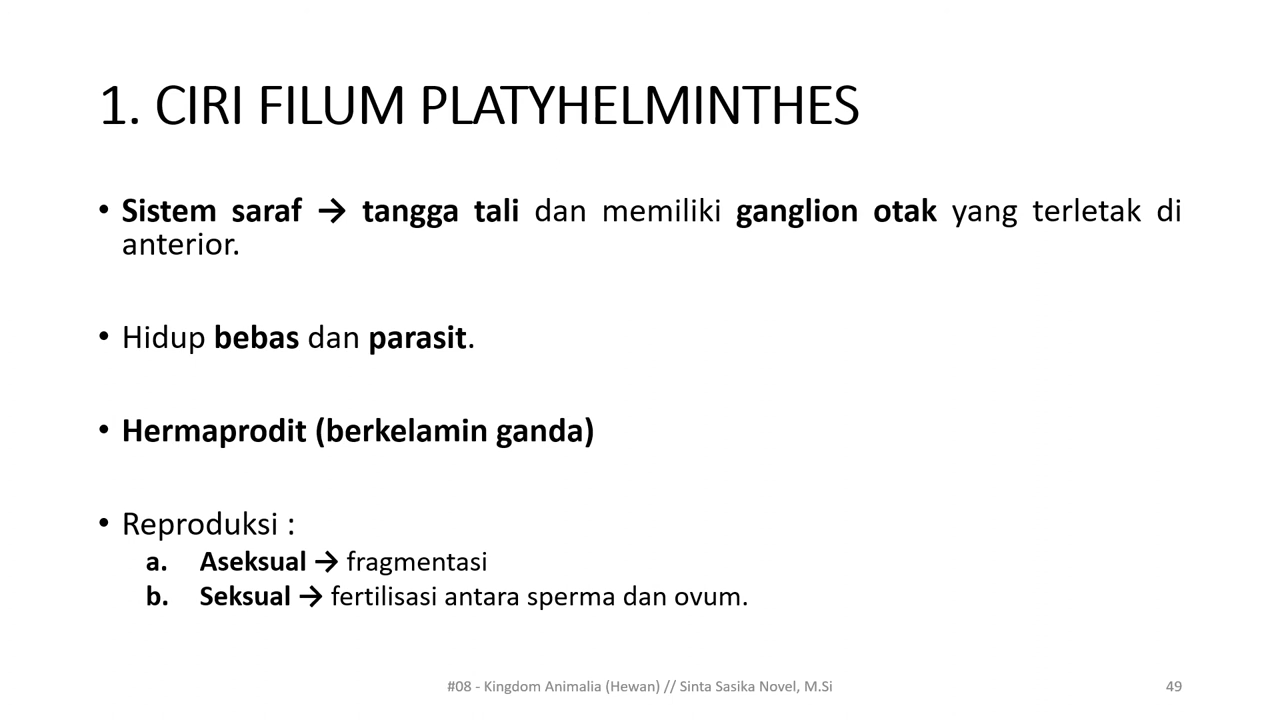 1. CIRI FILUM PLATYHELMINTHES
• Sistem saraf → tangga tali dan memiliki ganglion otak yang terletak di
anterior.
• Hidup bebas dan parasit.
• Hermaprodit (berkelamin ganda)
• Reproduksi :
a. Aseksual → fragmentasi
b. Seksual → fertilisasi antara sperma dan ovum.
#08 - Kingdom Animalia (Hewan) // Sinta Sasika Novel, M.Si
49